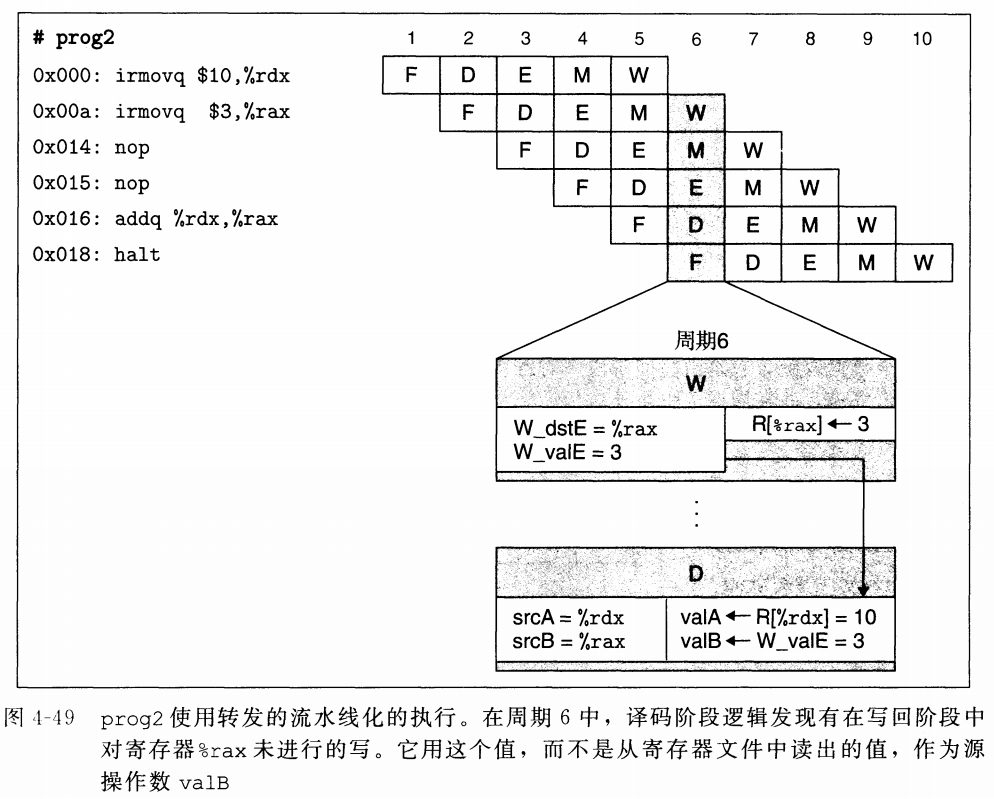 # prog2 1 2 3 4 5 6 7 8 9 10
0x000: irmovq $10,%rdx F D E M W
0x00a: irmovq $3,%rax F D E M W
0x014: nop F D E M W
0x015: nop F D E M W
0x016: addq %rdx,%rax F D E M W
0x018: halt F D E M W
周期6
W
W_dstE = %rax R[%rax] ← 3
W_valE = 3
D
srcA = %rdx valA ← R[%rdx] = 10
srcB = %rax valB ← W_valE = 3
图 4-49 prog2 使用转发的流水线化的执行。在周期 6 中，译码阶段逻辑发现有在写回阶段中
对寄存器%rax 未进行的写。它用这个值，而不是从寄存器文件中读出的值，作为源
操作数 valB